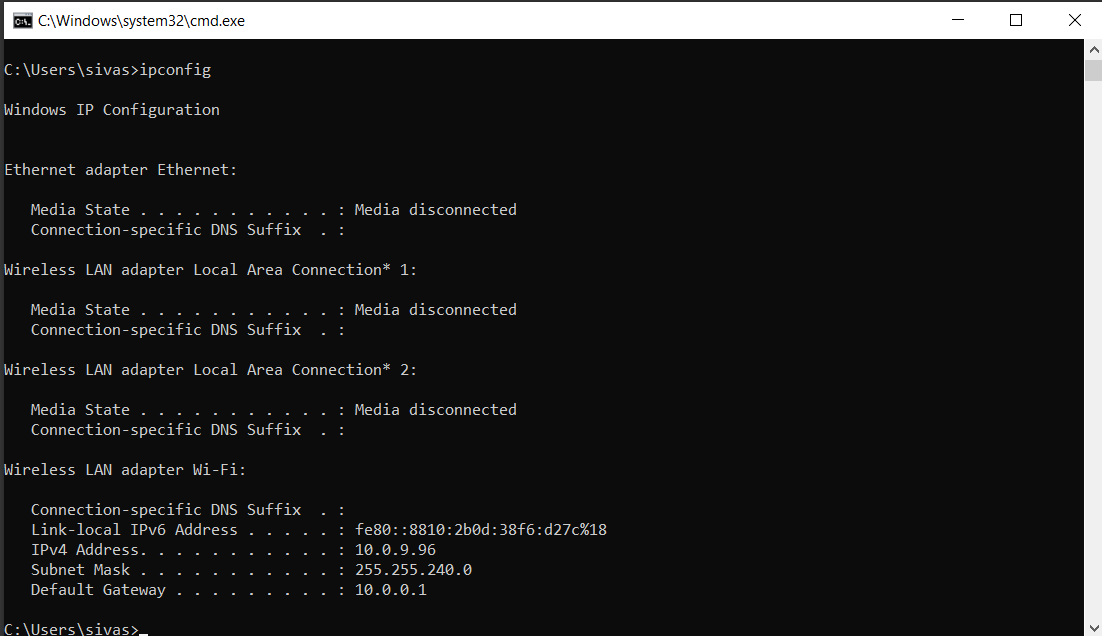 C:\Windows\system32\cmd.exe
C:\Users\sivas>ipconfig
Windows IP Configuration
Ethernet adapter Ethernet:
   Media State . . . . . . . . . . . : Media disconnected
   Connection-specific DNS Suffix  . :
Wireless LAN adapter Local Area Connection* 1:
   Media State . . . . . . . . . . . : Media disconnected
   Connection-specific DNS Suffix  . :
Wireless LAN adapter Local Area Connection* 2:
   Media State . . . . . . . . . . . : Media disconnected
   Connection-specific DNS Suffix  . :
Wireless LAN adapter Wi-Fi:
   Connection-specific DNS Suffix  . :
   Link-local IPv6 Address . . . . . : fe80::8810:2b0d:38f6:d27c%18
   IPv4 Address. . . . . . . . . . . : 10.0.9.96
   Subnet Mask . . . . . . . . . . . : 255.255.240.0
   Default Gateway . . . . . . . . . : 10.0.0.1
C:\Users\sivas>